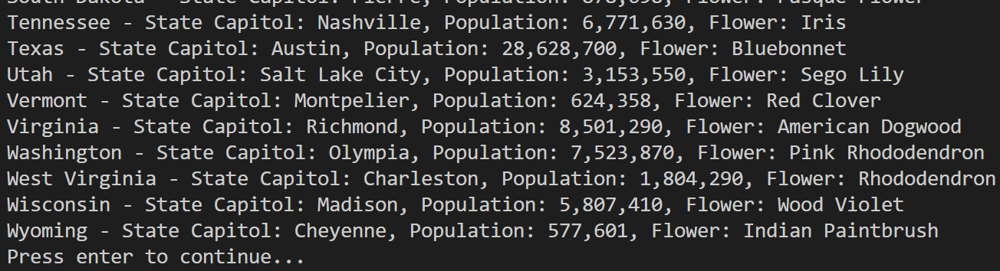 South Dakota - State Capitol: Pierre, Population: 878,698, Flower: Pasque Flower
Tennessee - State Capitol: Nashville, Population: 6,771,630, Flower: Iris
Texas - State Capitol: Austin, Population: 28,628,700, Flower: Bluebonnet
Utah - State Capitol: Salt Lake City, Population: 3,153,550, Flower: Sego Lily
Vermont - State Capitol: Montpelier, Population: 624,358, Flower: Red Clover
Virginia - State Capitol: Richmond, Population: 8,501,290, Flower: American Dogwood
Washington - State Capitol: Olympia, Population: 7,523,870, Flower: Pink Rhododendron
West Virginia - State Capitol: Charleston, Population: 1,804,290, Flower: Rhododendron
Wisconsin - State Capitol: Madison, Population: 5,807,410, Flower: Wood Violet
Wyoming - State Capitol: Cheyenne, Population: 577,601, Flower: Indian Paintbrush
Press enter to continue...